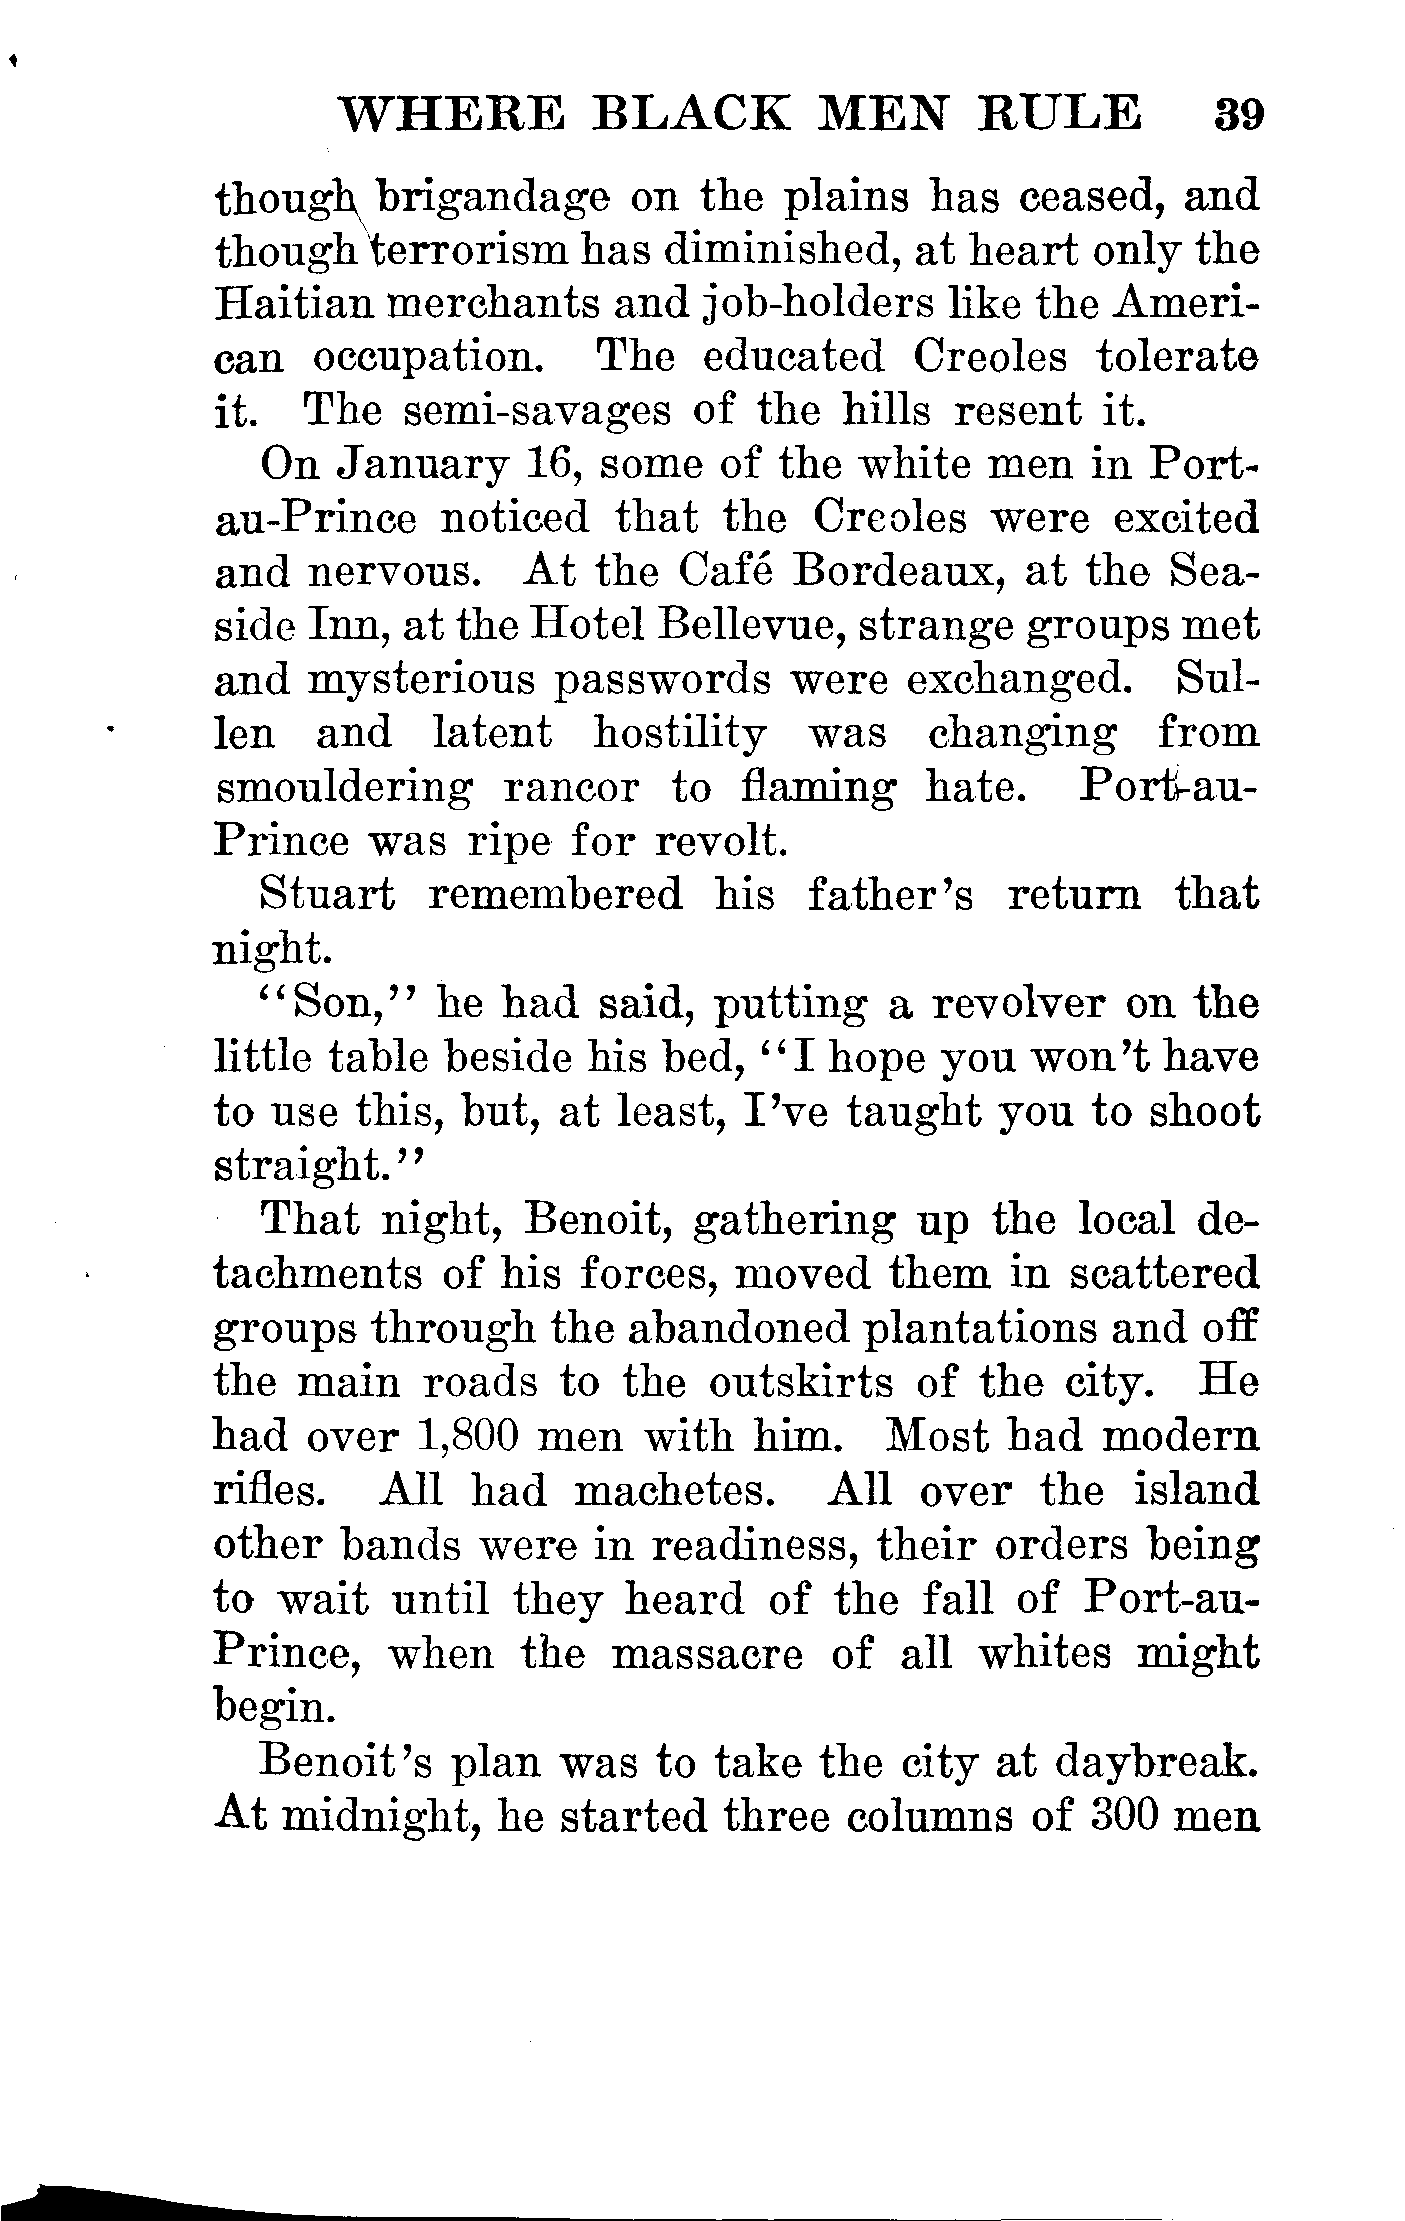 WHERE BLACK MEN RULE 39
though brigandage on the plains has ceased, and
though terrorism has diminished, at heart only the
Haitian merchants and job-holders like the Ameri-
can occupation. The educated Creoles tolerate
it. The semi-savages of the hills resent it.
On January 16, some of the white men in Port-
au-Prince noticed that the Creoles were excited
and nervous. At the Café Bordeaux, at the Sea-
side Inn, at the Hotel Bellevue, strange groups met
and mysterious passwords were exchanged. Sul-
len and latent hostility was changing from
smouldering rancor to flaming hate. Port-au-
Prince was ripe for revolt.
Stuart remembered his father's return that
night.
"Son," he had said, putting a revolver on the
little table beside his bed, "I hope you won't have
to use this, but, at least, I've taught you to shoot
straight."
That night, Benoit, gathering up the local de-
tachments of his forces, moved them in scattered
groups through the abandoned plantations and off
the main roads to the outskirts of the city. He
had over 1,800 men with him. Most had modern
rifles. All had machetes. All over the island
other bands were in readiness, their orders being
to wait until they heard of the fall of Port-au-
Prince, when the massacre of all whites might
begin.
Benoit's plan was to take the city at daybreak.
At midnight, he started three columns of 300 men